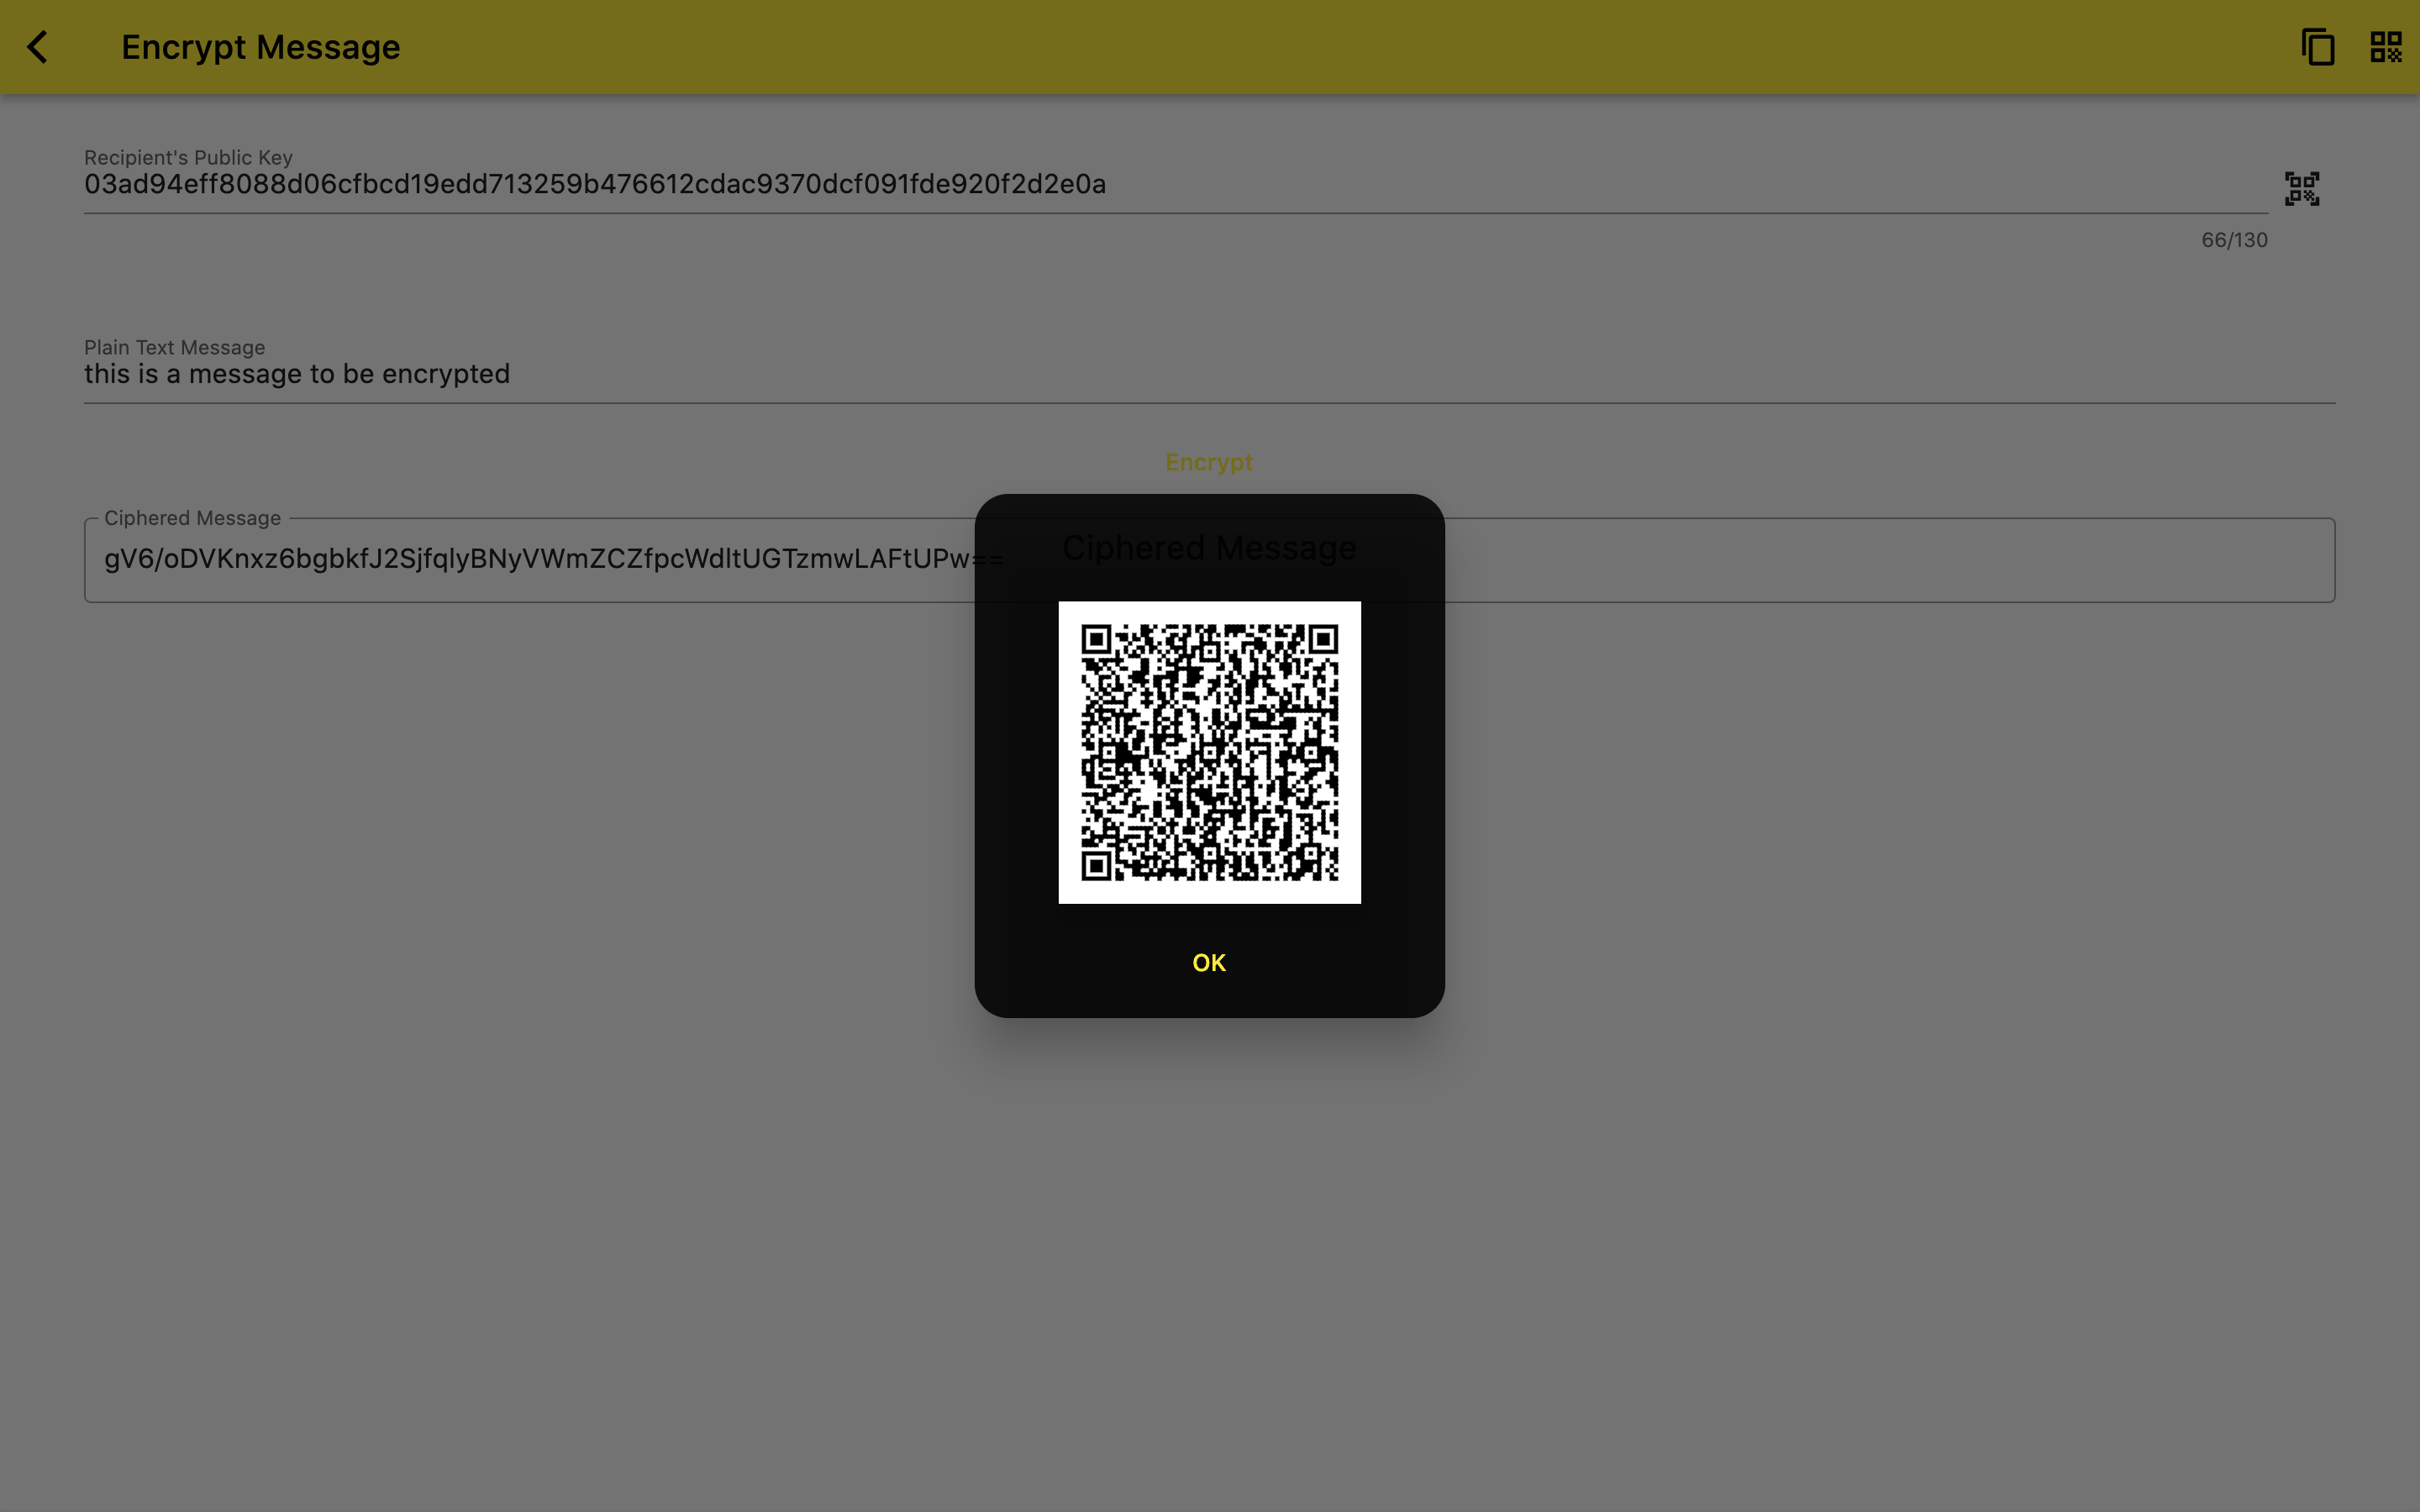 Encrypt Message
Recipient's Public Key
03ad94eff8088d06cfbcd19edd713259b476612cdac9370dcf091fde920f2d2e0a
66/130
Plain Text Message
this is a message to be encrypted
Encrypt
Ciphered Message
gV6/oDVKnxz6bgbkfJ2SjfqlyBNyVWmZCZfpcWdltUGTzmwLAFtUPw==
Ciphered Message
OK